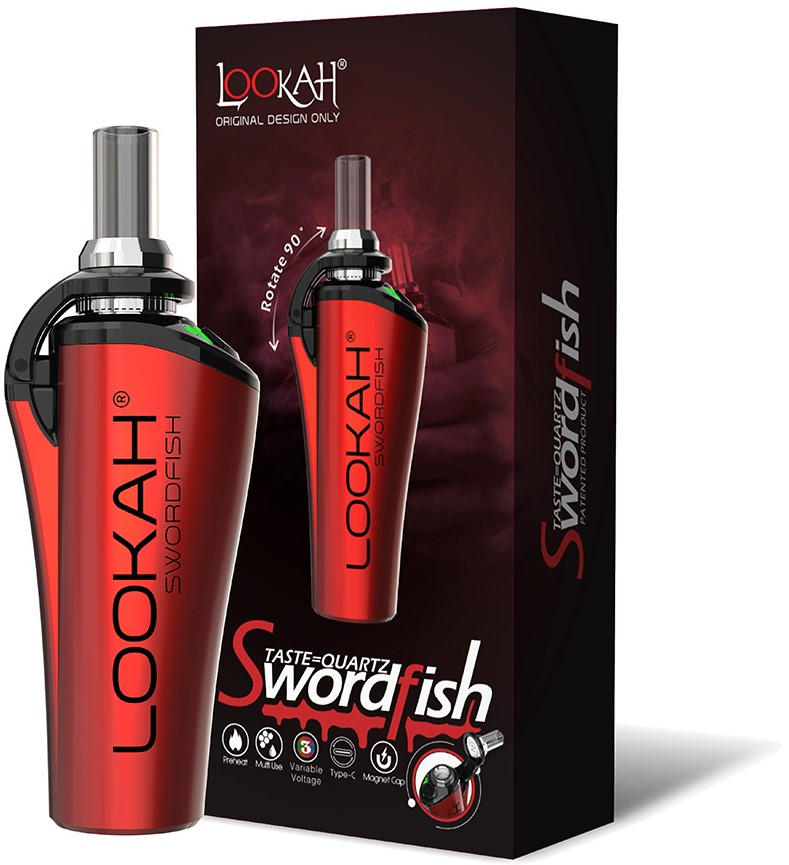 LOOKAH®
SWORDFISH
LOOKAH®
ORIGINAL DESIGN ONLY
Rotate 90°
LOOKAH®
SWORDFISH
TASTE=QUARTZ
Swordfish
Preheat
Multi Use
3
Variable
Voltage
Type-C
Magnet Cap
TASTE=QUARTZ
Swordfish
PATENTED PRODUCT